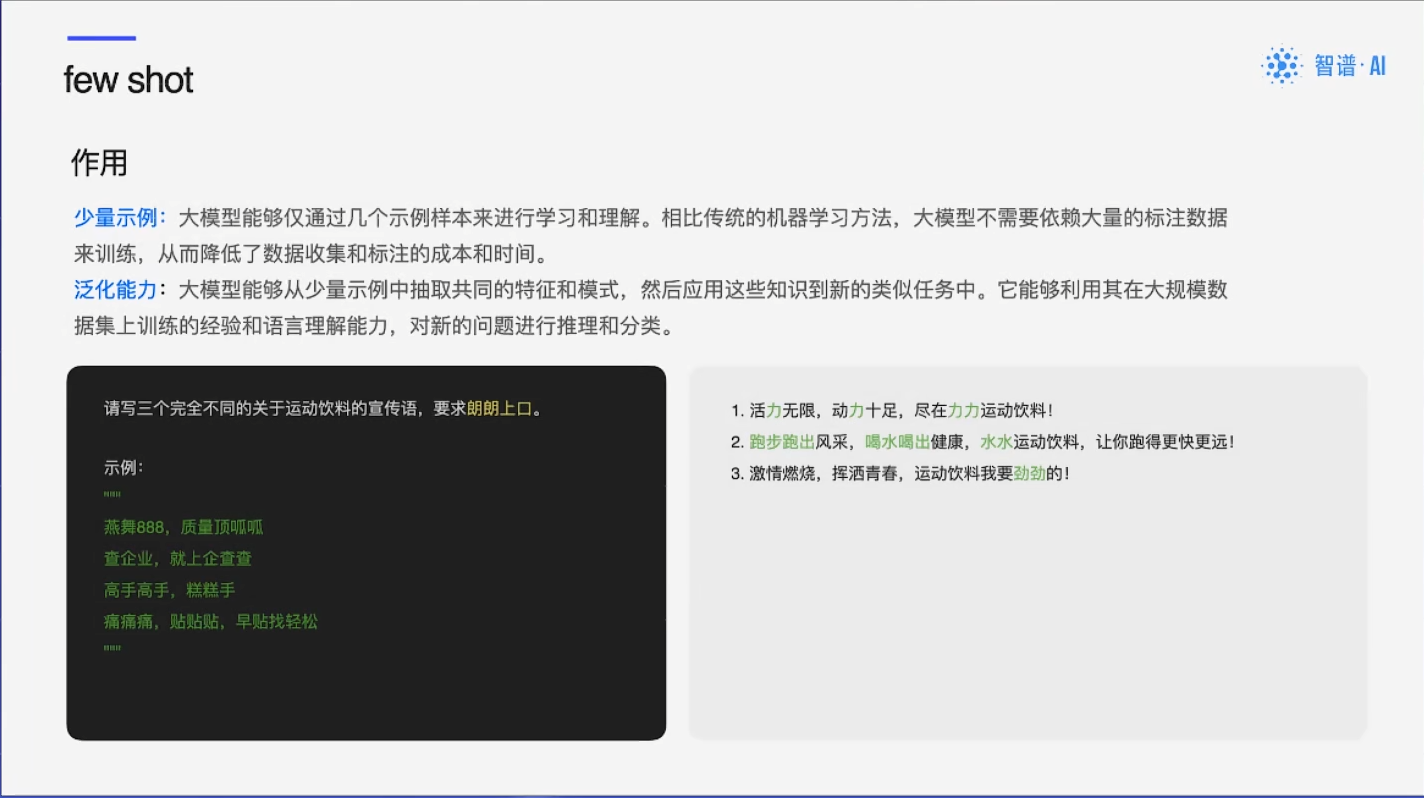 few shot
智谱·AI
作用
少量示例：大模型能够仅通过几个示例样本来进行学习和理解。相比传统的机器学习方法，大模型不需要依赖大量的标注数据
来训练，从而降低了数据收集和标注的成本和时间。
泛化能力：大模型能够从少量示例中抽取共同的特征和模式，然后应用这些知识到新的类似任务中。它能够利用其在大规模数
据集上训练的经验和语言理解能力，对新的问题进行推理和分类。
请写三个完全不同的关于运动饮料的宣传语，要求朗朗上口。
示例：
"""
燕舞888，质量顶呱呱
查企业，就上企查查
高手高手，糕糕手
痛痛痛，贴贴贴，早贴找轻松
"""
1. 活力无限，动力十足，尽在力力运动饮料！
2. 跑步跑出风采，喝水喝出健康，水水运动饮料，让你跑得更快更远！
3. 激情燃烧，挥洒青春，运动饮料我要劲劲的！